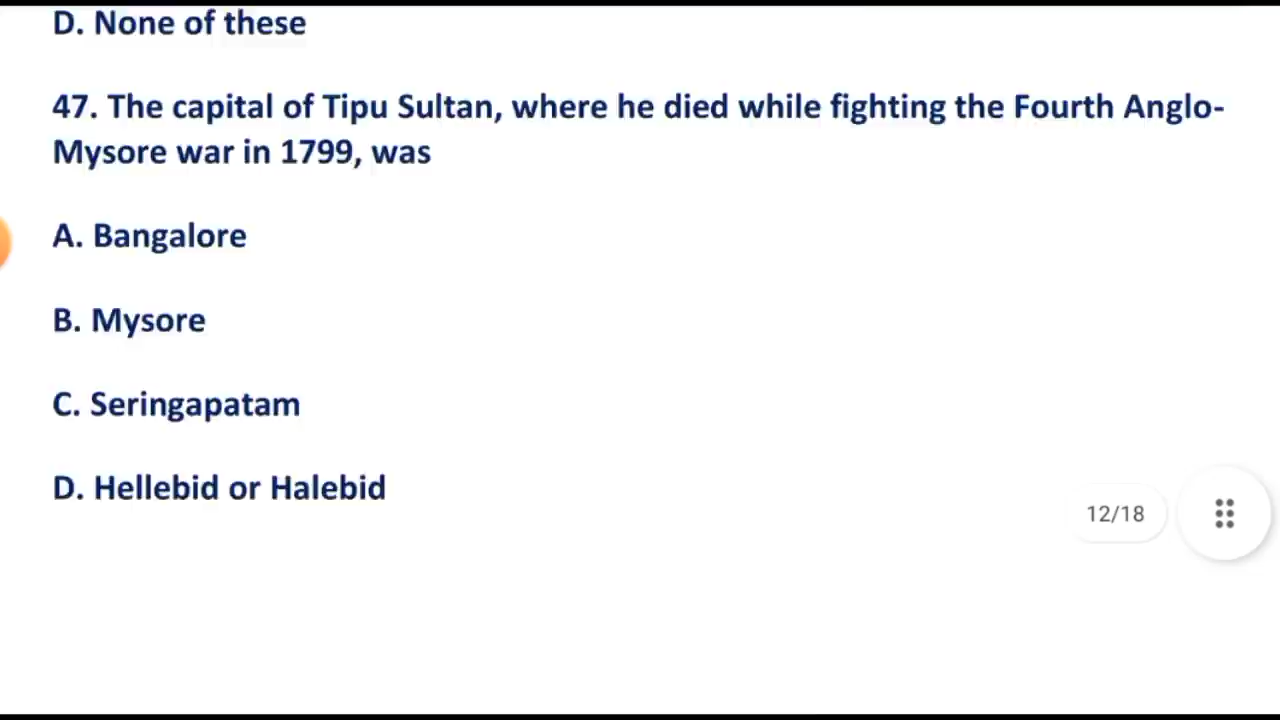 D. None of these
47. The capital of Tipu Sultan, where he died while fighting the Fourth Anglo-
Mysore war in 1799, was
A. Bangalore
B. Mysore
C. Seringapatam
D. Hellebid or Halebid
12/18